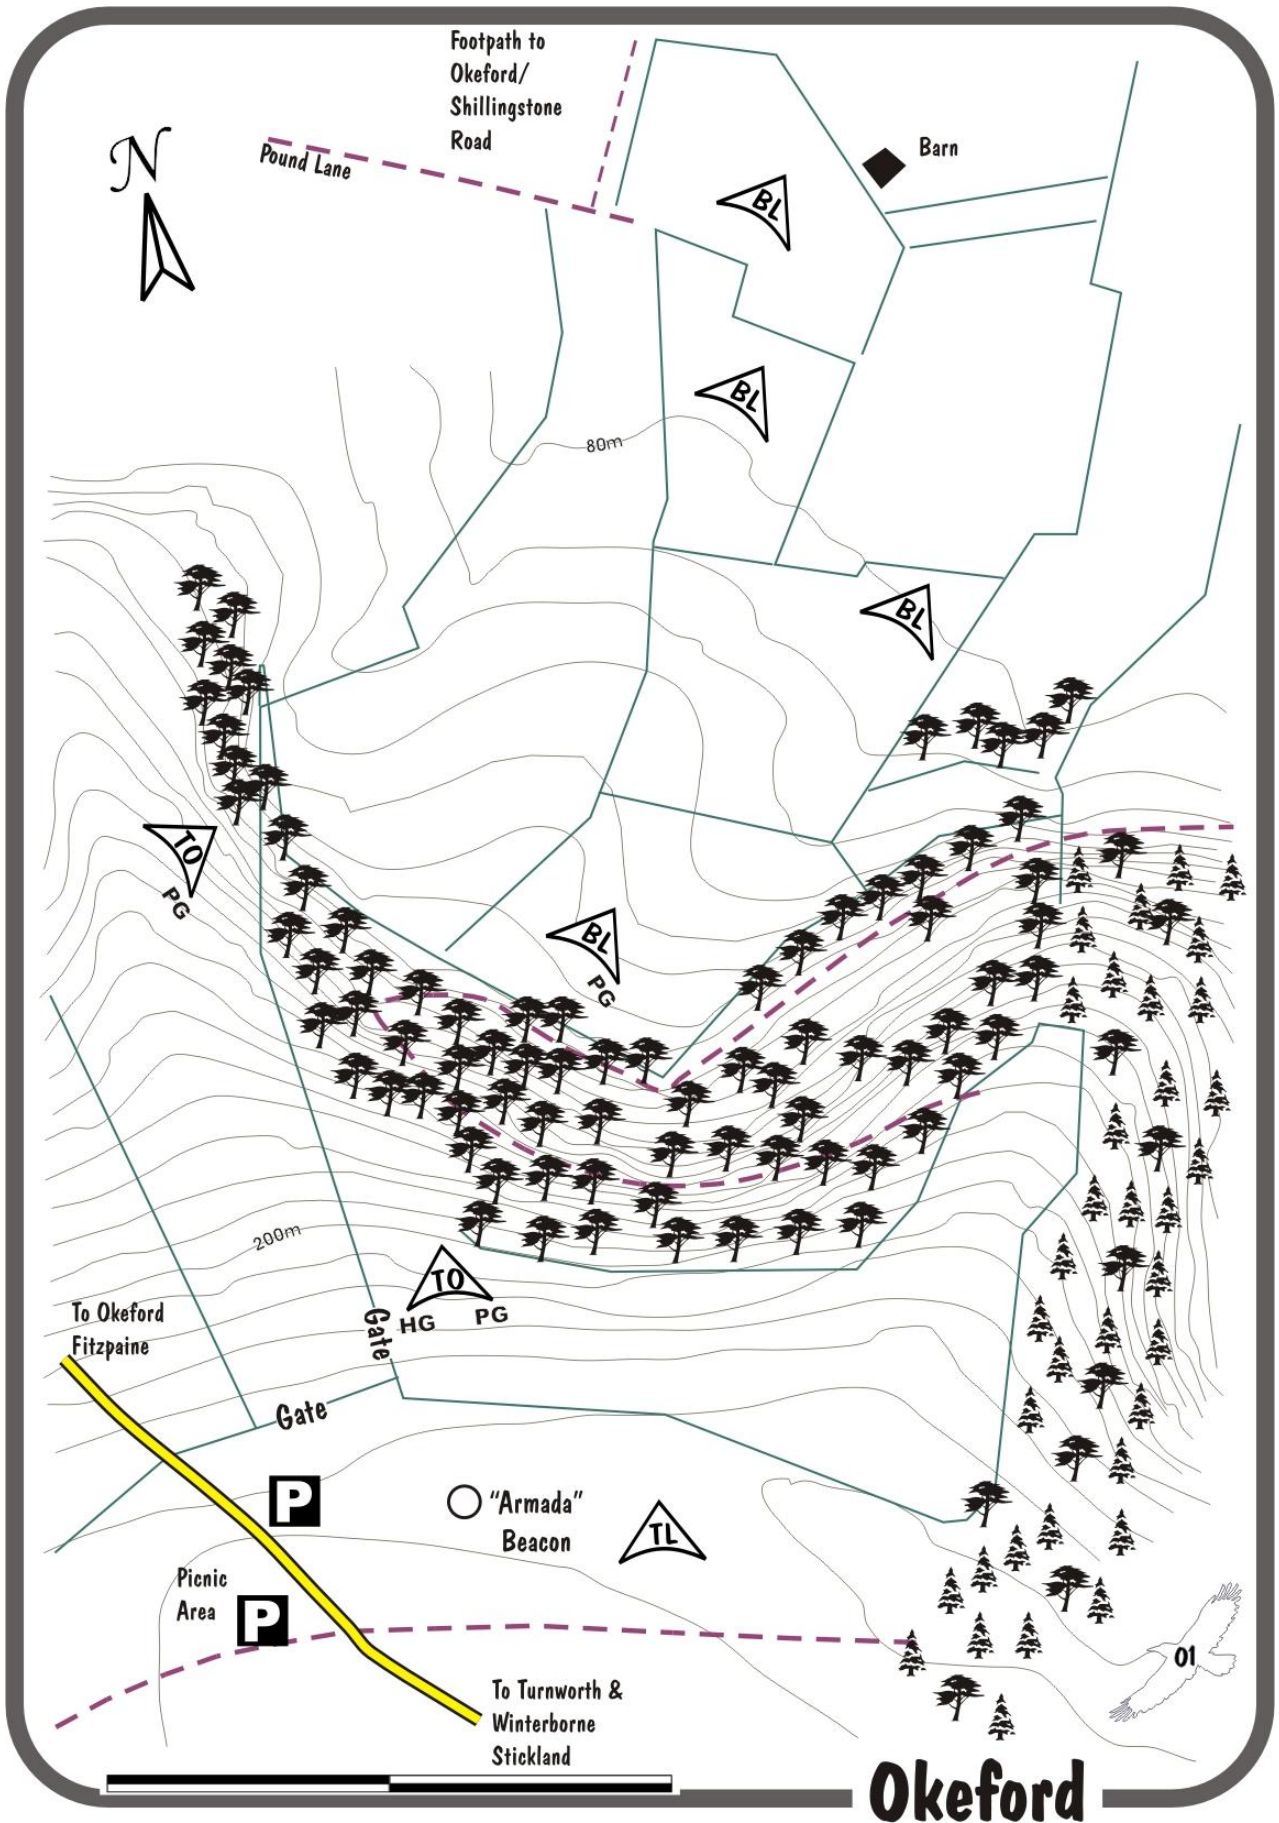 Footpath to
Okeford/
Shillingstone
Road
N
Pound Lane
Barn
BL
BL
80m
BL
TO
PG
BL
PG
200m
TO
HG
PG
To Okeford
Fitzpaine
Gate
Gate
P
"Armada"
Beacon
TL
Picnic
Area
P
01
To Turnworth &
Winterborne
Stickland
Okeford